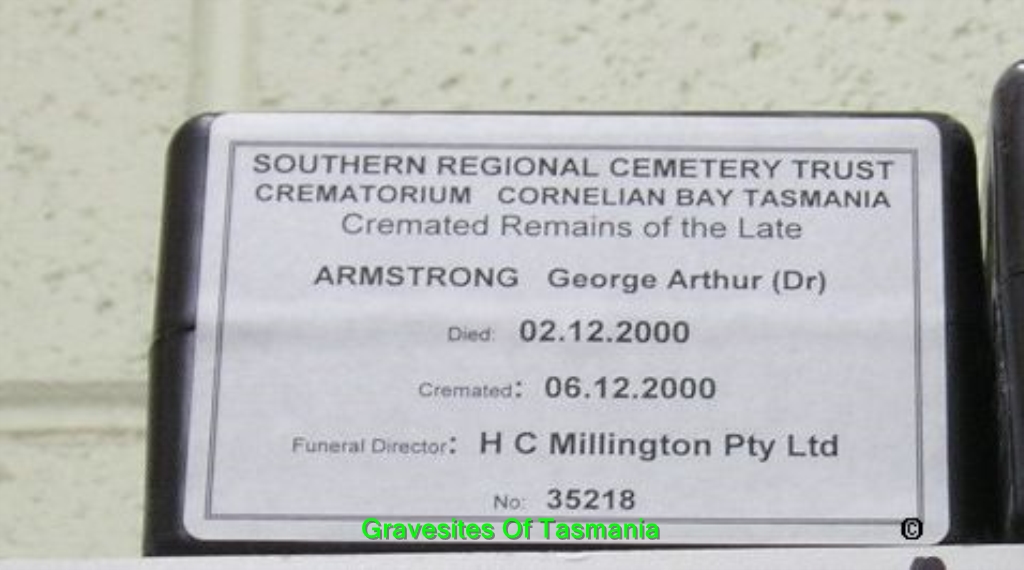 SOUTHERN REGIONAL CEMETERY TRUST
CREMATORIUM CORNELIAN BAY TASMANIA
Cremated Remains of the Late
ARMSTRONG George Arthur (Dr)
Died: 02.12.2000
Cremated: 06.12.2000
Funeral Director: H C Millington Pty Ltd
No: 35218
Gravesites Of Tasmania ©